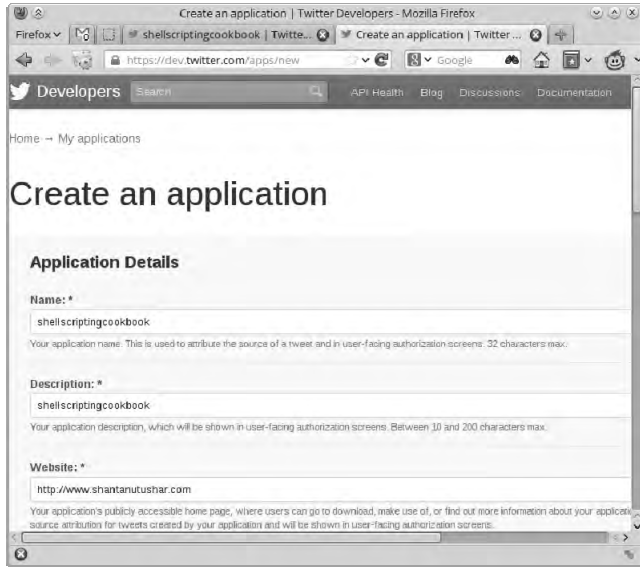 Create an application | Twitter Developers - Mozilla Firefox
Firefox
shellscriptingcookbook | Twitte...
Create an application | Twitter ...
https://dev.twitter.com/apps/new
Google
Developers
Search
API Health Blog Discussions Documentation
Home → My applications
Create an application
Application Details
Name: *
shellscriptingcookbook
Your application name. This is used to attribute the source of a tweet and in user-facing authorization screens. 32 characters max.
Description: *
shellscriptingcookbook
Your application description, which will be shown in user-facing authorization screens. Between 10 and 200 characters max.
Website: *
http://www.shantanutushar.com
Your application's publicly accessible home page, where users can go to download, make use of, or find out more information about your
source attribution for tweets created by your application and will be shown in user-facing authorization screens.